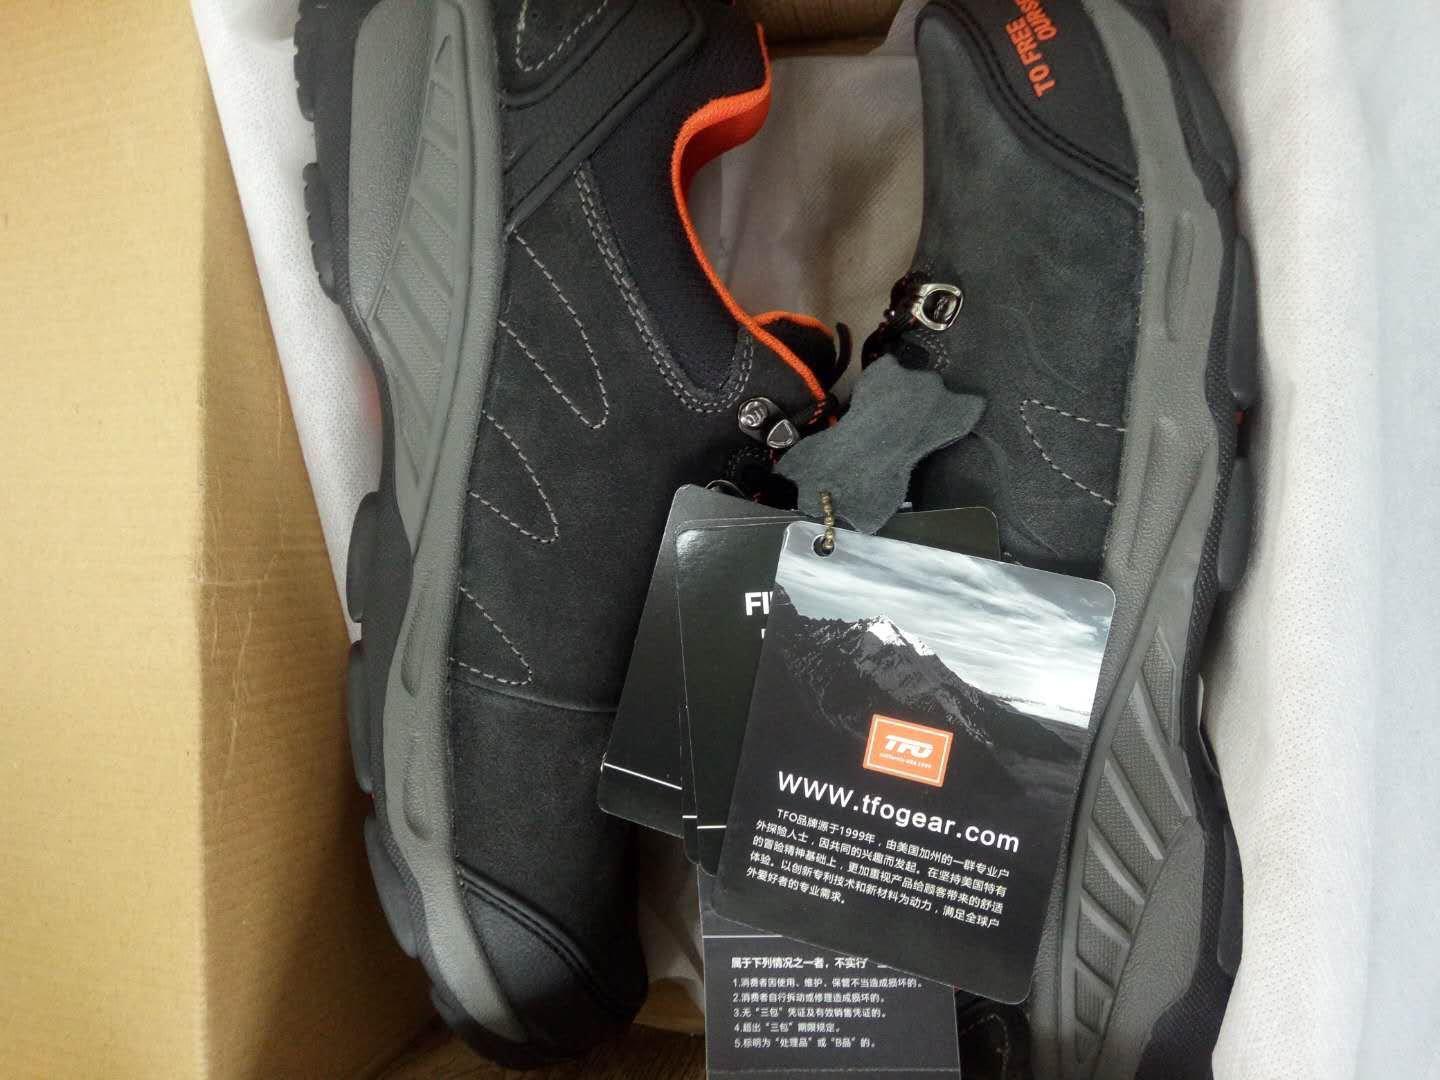 TO FREE
TFO
www.tfogear.com
TFO品牌源于1999年，由美国加州的一群专业户
外探险人士，因共同的兴趣而发起。在坚持美国特有
的冒险精神基础上，更加重视产品给顾客带来的舒适
体验。以创新专利技术和新材料为动力，满足全球户
外爱好者的专业需求。
属于下列情况之一者，不实行
1.消费者因使用、维护、保管不当造成损坏的。
2.消费者自行拆动或修理造成损坏的。
3.无“三包”凭证及有效销售凭证的。
4.超出“三包”期限规定。
5.标明为“处理品”或“B品”的。